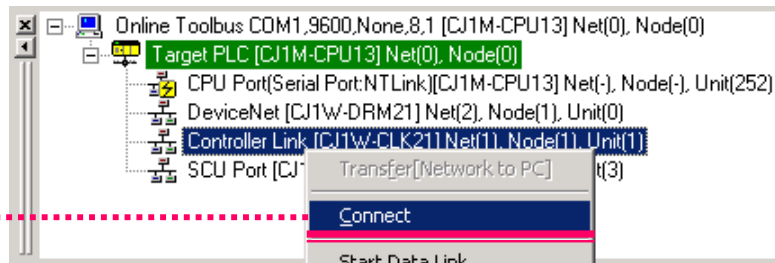 Online Toolbus COM1,9600,None,8,1 [CJ1M-CPU13] Net(0), Node(0)
Target PLC [CJ1M-CPU13] Net(0), Node(0)
CPU Port(Serial Port:NTLink)[CJ1M-CPU13] Net(-), Node(-), Unit(252)
DeviceNet [CJ1W-DRM21] Net(2), Node(1), Unit(0)
Controller Link [CJ1W-CLK21] Net(1), Node(1), Unit(1)
SCU Port [CJ1 t(3)
Transfer[Network to PC]
Connect
Start Data Link